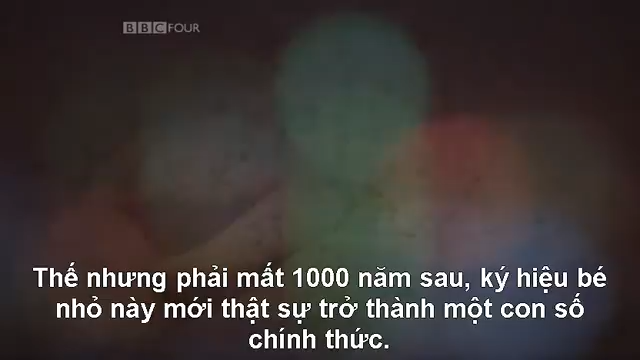 BBC FOUR
Thế nhưng phải mất 1000 năm sau, ký hiệu bé
nhỏ này mới thật sự trở thành một con số
chính thức.